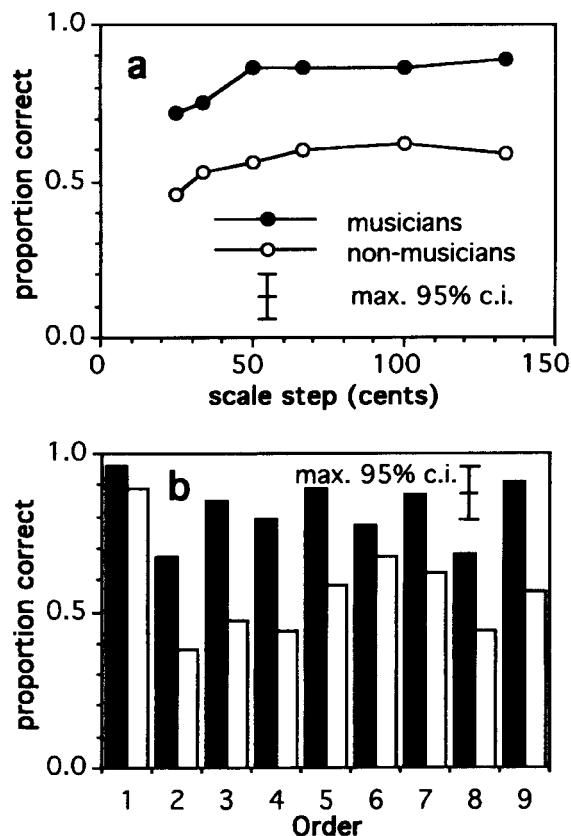 1.0
a
proportion correct
0.5
musicians
non-musicians
max. 95% c.i.
0.0
0 50 100 150
scale step (cents)
1.0
b
max. 95% c.i.
proportion correct
0.5
0.0
1 2 3 4 5 6 7 8 9
Order